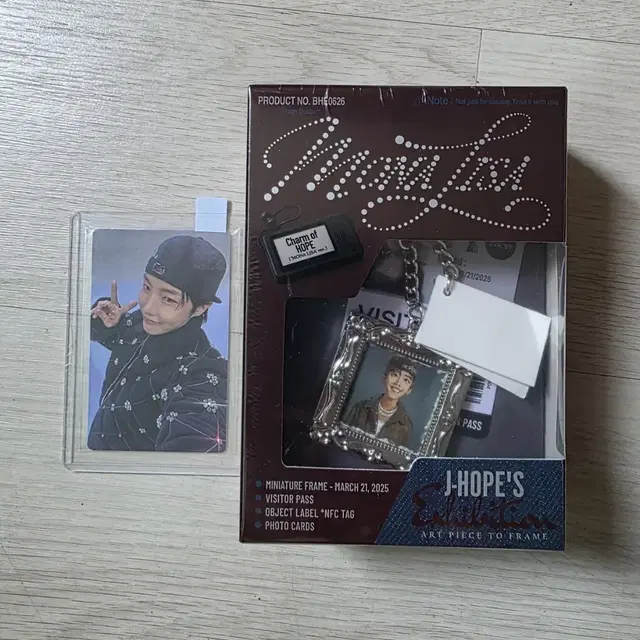 PRODUCT NO. BHE0626
Note
MONA LISA
Charm of
HOPE
("MONA LISA" ver.)
/21/2025
VISIT
PASS
MINIATURE FRAME - MARCH 21, 2025
VISITOR PASS
OBJECT LABEL *NFC TAG
PHOTO CARDS
J-HOPE'S
Exhibition
ART PIECE TO FRAME